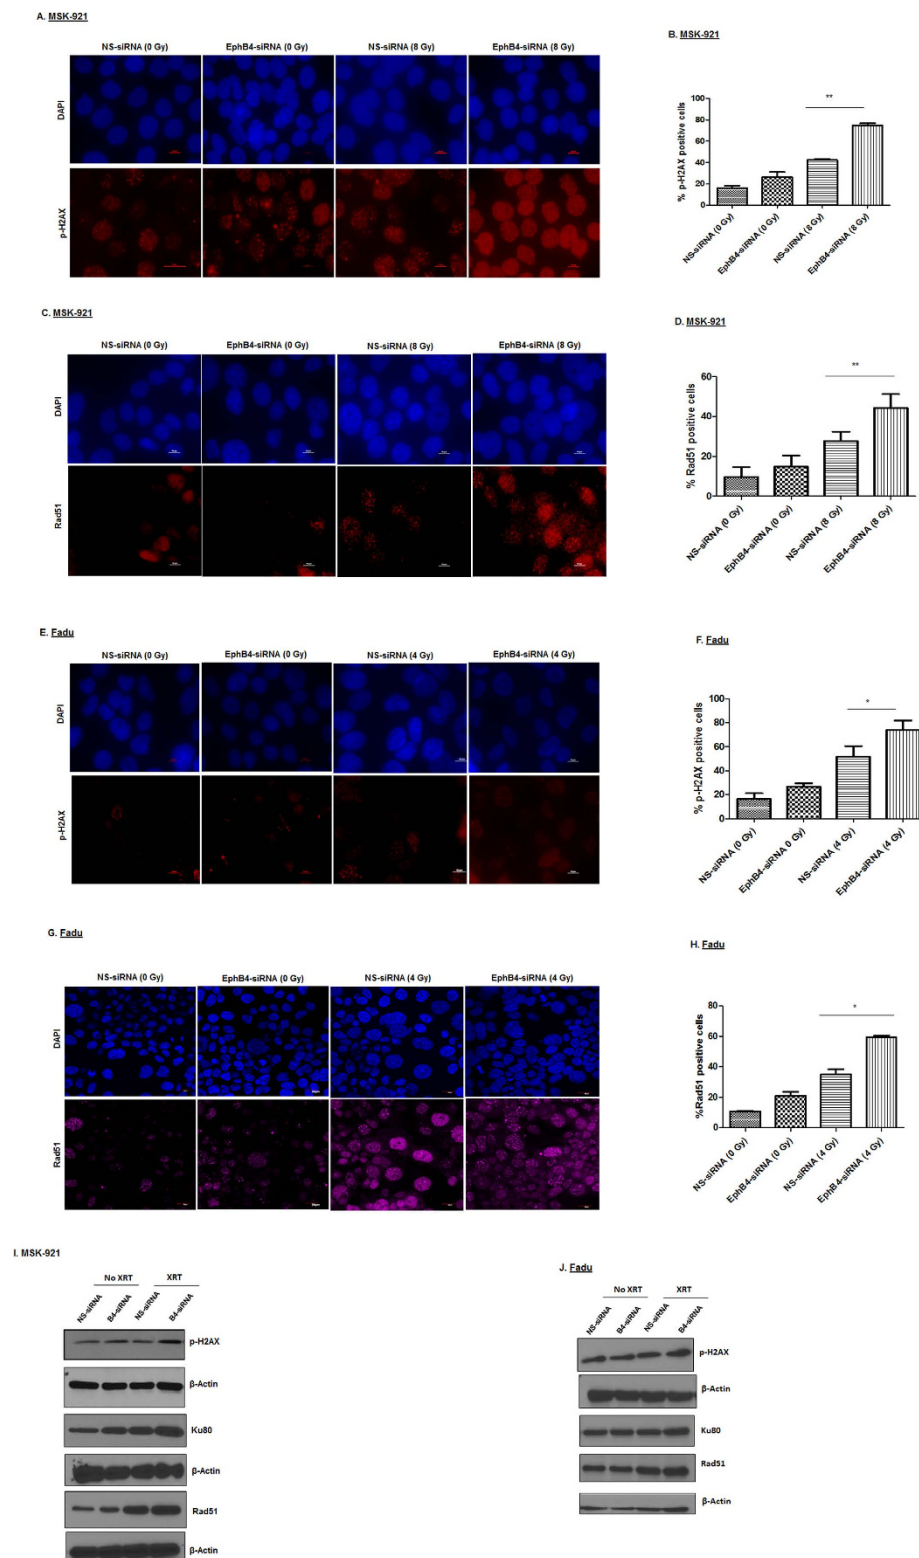 A. MSK-921
NS-siRNA (0 Gy) EphB4-siRNA (0 Gy) NS-siRNA (8 Gy) EphB4-siRNA (8 Gy)
DAPI
p-H2AX
B. MSK-921
% p-H2AX positive cells
100
80
60
40
20
0
**
NS-siRNA (0 Gy)
EphB4-siRNA (0 Gy)
NS-siRNA (8 Gy)
EphB4-siRNA (8 Gy)
C. MSK-921
NS-siRNA (0 Gy) EphB4-siRNA (0 Gy) NS-siRNA (8 Gy) EphB4-siRNA (8 Gy)
DAPI
Rad51
D. MSK-921
% Rad51 positive cells
60
40
20
0
**
NS-siRNA (0 Gy)
EphB4-siRNA (0 Gy)
NS-siRNA (8 Gy)
EphB4-siRNA (8 Gy)
E. Fadu
NS-siRNA (0 Gy) EphB4-siRNA (0 Gy) NS-siRNA (4 Gy) EphB4-siRNA (4 Gy)
DAPI
p-H2AX
F. Fadu
% p-H2AX positive cells
100
80
60
40
20
0
*
NS-siRNA (0 Gy)
EphB4-siRNA 0 Gy)
NS-siRNA (4 Gy)
EphB4-siRNA (4 Gy)
G. Fadu
NS-siRNA (0 Gy) EphB4-siRNA (0 Gy) NS-siRNA (4 Gy) EphB4-siRNA (4 Gy)
DAPI
Rad51
H. Fadu
%Rad51 positive cells
80
60
40
20
0
*
NS-siRNA (0 Gy)
EphB4-siRNA (0 Gy)
NS-siRNA (4 Gy)
EphB4-siRNA (4 Gy)
I. MSK-921
No XRT XRT
NS-siRNA B4-siRNA NS-siRNA B4-siRNA
p-H2AX
β-Actin
Ku80
β-Actin
Rad51
β-Actin
J. Fadu
No XRT XRT
NS-siRNA B4-siRNA NS-siRNA B4-siRNA
p-H2AX
β-Actin
Ku80
Rad51
β-Actin